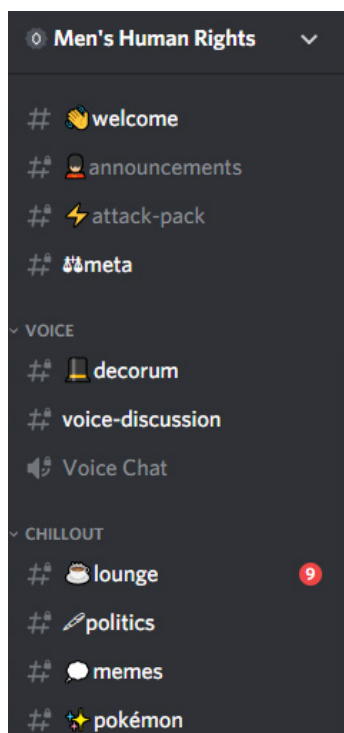 Men's Human Rights
welcome
announcements
attack-pack
meta
VOICE
decorum
voice-discussion
Voice Chat
CHILLOUT
lounge 9
politics
memes
pokémon